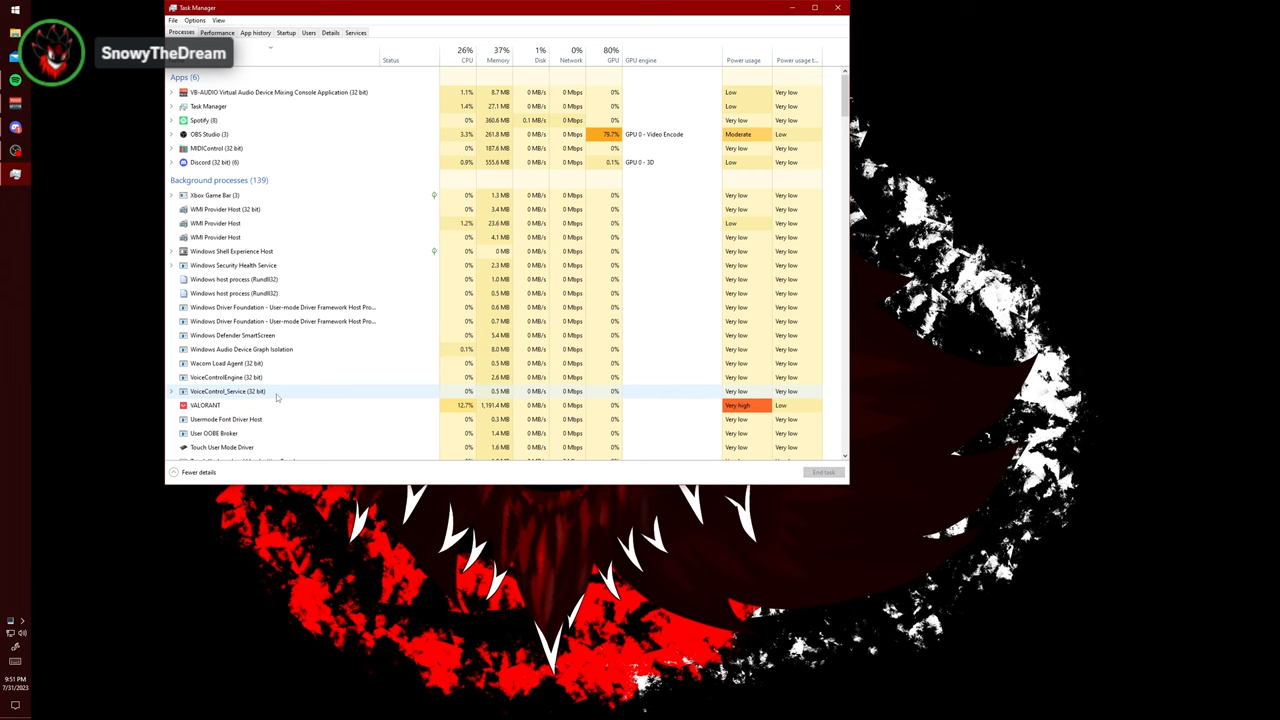 Task Manager
File Options View
Processes Performance App history Startup Users Details Services
SnowyTheDream
26% 37% 1% 0% 80%
Status CPU Memory Disk Network GPU GPU engine Power usage Power usage t...
Apps (6)
VB-AUDIO Virtual Audio Device Mixing Console Application (32 bit) 1.1% 8.7 MB 0 MB/s 0 Mbps 0% Low Very low
Task Manager 1.4% 27.1 MB 0 MB/s 0 Mbps 0% Low Very low
Spotify (8) 0% 360.6 MB 0.1 MB/s 0 Mbps 0% Very low Very low
OBS Studio (3) 3.3% 261.8 MB 0 MB/s 0 Mbps 79.7% GPU 0 - Video Encode Moderate Low
MIDIControl (32 bit) 0% 187.6 MB 0 MB/s 0 Mbps 0% Very low Very low
Discord (32 bit) (6) 0.9% 555.6 MB 0 MB/s 0 Mbps 0.1% GPU 0 - 3D Low Very low
Background processes (139)
Xbox Game Bar (3) 0% 1.3 MB 0 MB/s 0 Mbps 0% Very low Very low
WMI Provider Host (32 bit) 0% 3.4 MB 0 MB/s 0 Mbps 0% Very low Very low
WMI Provider Host 1.2% 23.6 MB 0 MB/s 0 Mbps 0% Low Very low
WMI Provider Host 0% 4.1 MB 0 MB/s 0 Mbps 0% Very low Very low
Windows Shell Experience Host 0% 0 MB 0 MB/s 0 Mbps 0% Very low Very low
Windows Security Health Service 0% 2.3 MB 0 MB/s 0 Mbps 0% Very low Very low
Windows host process (Rundll32) 0% 1.0 MB 0 MB/s 0 Mbps 0% Very low Very low
Windows host process (Rundll32) 0% 0.5 MB 0 MB/s 0 Mbps 0% Very low Very low
Windows Driver Foundation - User-mode Driver Framework Host Pro... 0% 0.6 MB 0 MB/s 0 Mbps 0% Very low Very low
Windows Driver Foundation - User-mode Driver Framework Host Pro... 0% 0.7 MB 0 MB/s 0 Mbps 0% Very low Very low
Windows Defender SmartScreen 0% 5.4 MB 0 MB/s 0 Mbps 0% Very low Very low
Windows Audio Device Graph Isolation 0.1% 8.0 MB 0 MB/s 0 Mbps 0% Very low Very low
Wacom Load Agent (32 bit) 0% 0.5 MB 0 MB/s 0 Mbps 0% Very low Very low
VoiceControlEngine (32 bit) 0% 2.6 MB 0 MB/s 0 Mbps 0% Very low Very low
VoiceControl_Service (32 bit) 0% 0.5 MB 0 MB/s 0 Mbps 0% Very low Very low
VALORANT 12.7% 1,191.4 MB 0 MB/s 0 Mbps 0% Very high Low
Usermode Font Driver Host 0% 0.3 MB 0 MB/s 0 Mbps 0% Very low Very low
User OOBE Broker 0% 1.4 MB 0 MB/s 0 Mbps 0% Very low Very low
Touch User Mode Driver 0% 1.6 MB 0 MB/s 0 Mbps 0% Very low Very low
Fewer details End task
9:51 PM
7/31/2023